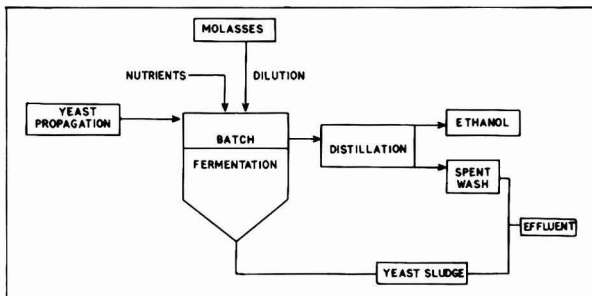 MOLASSES
NUTRIENTS
DILUTION
YEAST
PROPAGATION
BATCH
FERMENTATION
DISTILLATION
ETHANOL
SPENT
WASH
EFFLUENT
YEAST SLUDGE